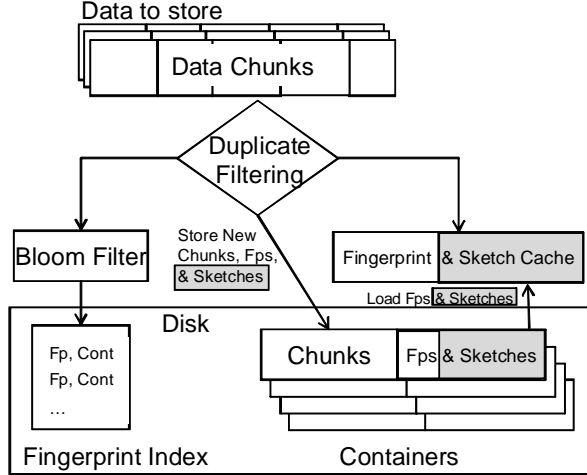 Data to store
Data Chunks
Duplicate
Filtering
Bloom Filter
Store New
Chunks, Fps,
& Sketches
Fingerprint & Sketch Cache
Load Fps & Sketches
Disk
Fp, Cont
Fp, Cont
…
Chunks
Fps & Sketches
Fingerprint Index
Containers